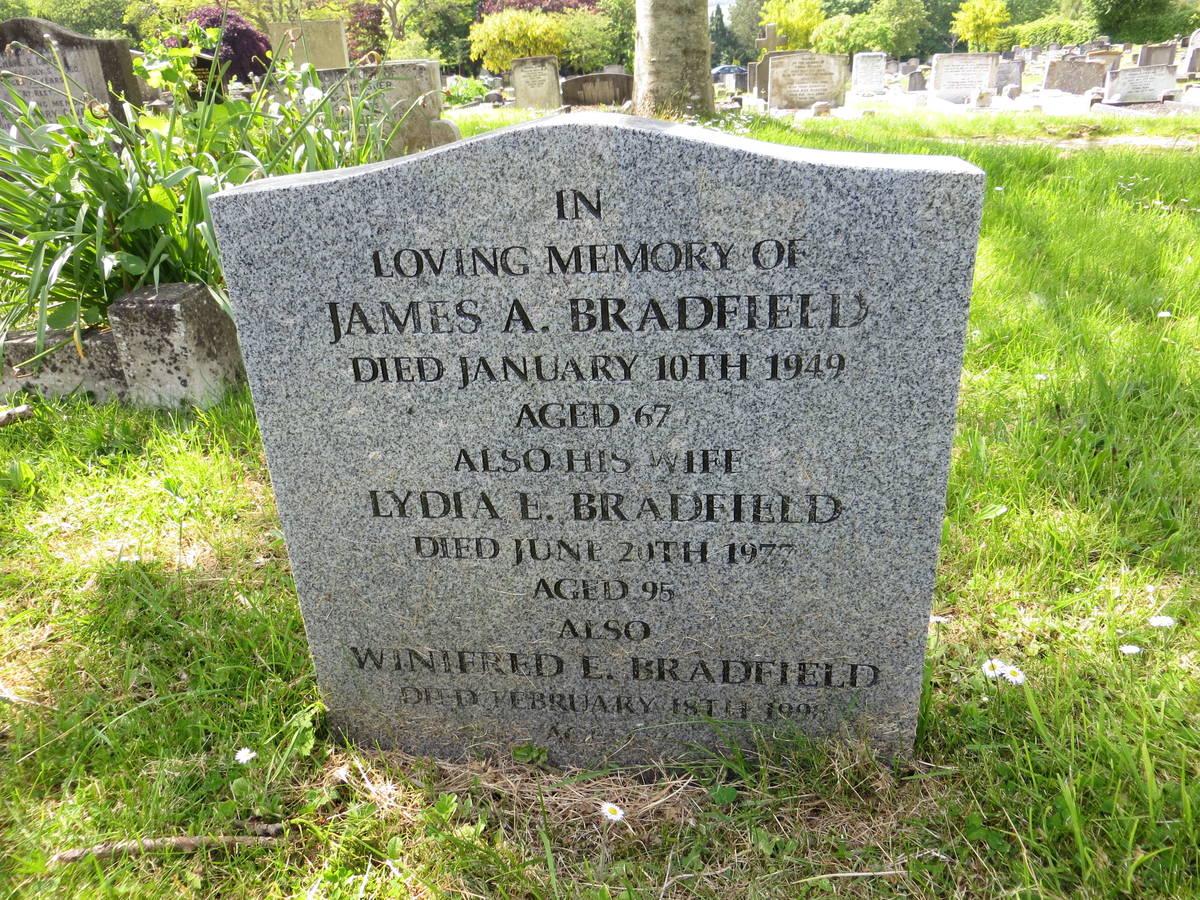 IN
LOVING MEMORY OF
JAMES A. BRADFIELD
DIED JANUARY 10TH 1949
AGED 67
ALSO HIS WIFE
LYDIA E. BRADFIELD
DIED JUNE 20TH 1977
AGED 95
ALSO
WINIFRED E. BRADFIELD
DIED FEBRUARY 18TH